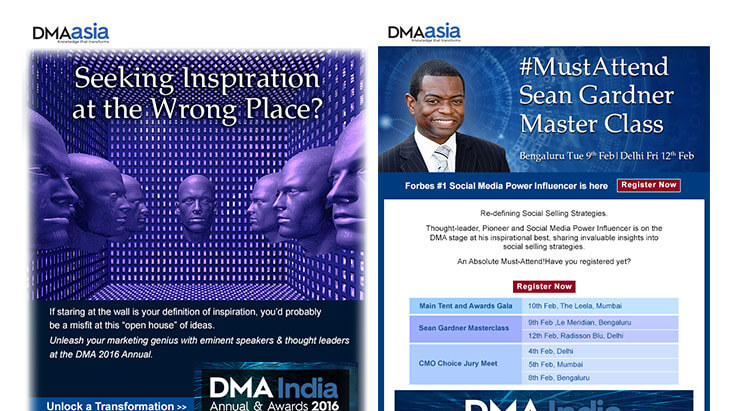 DMAasia
Knowledge that transforms
Seeking Inspiration
at the Wrong Place?
If staring at the wall is your definition of inspiration, you'd probably
be a misfit at this “open house” of ideas.
Unleash your marketing genius with eminent speakers & thought leaders
at the DMA 2016 Annual.
Unlock a Transformation >>
DMA India
Annual & Awards 2016
DMAasia
Knowledge that transforms
#MustAttend
Sean Gardner
Master Class
Bengaluru Tue 9th Feb| Delhi Fri 12th Feb
Forbes #1 Social Media Power Influencer is here Register Now
Re-defining Social Selling Strategies.
Thought-leader, Pioneer and Social Media Power Influencer is on the
DMA stage at his inspirational best, sharing invaluable insights into
social selling strategies.
An Absolute Must-Attend!Have you registered yet?
Register Now
Main Tent and Awards Gala 10th Feb, The Leela, Mumbai
Sean Gardner Masterclass 9th Feb ,Le Meridian, Bengaluru
12th Feb, Radisson Blu, Delhi
CMO Choice Jury Meet 4th Feb, Delhi
5th Feb, Mumbai
8th Feb, Bengaluru
DMA India